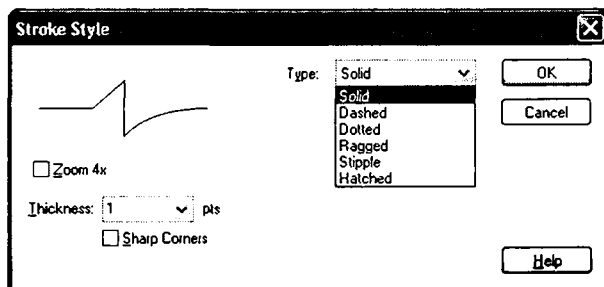 Stroke Style
Type: Solid
OK
Solid
Dashed
Dotted
Ragged
Stipple
Hatched
Cancel
Zoom 4x
Thickness: 1 pts
Sharp Corners
Help